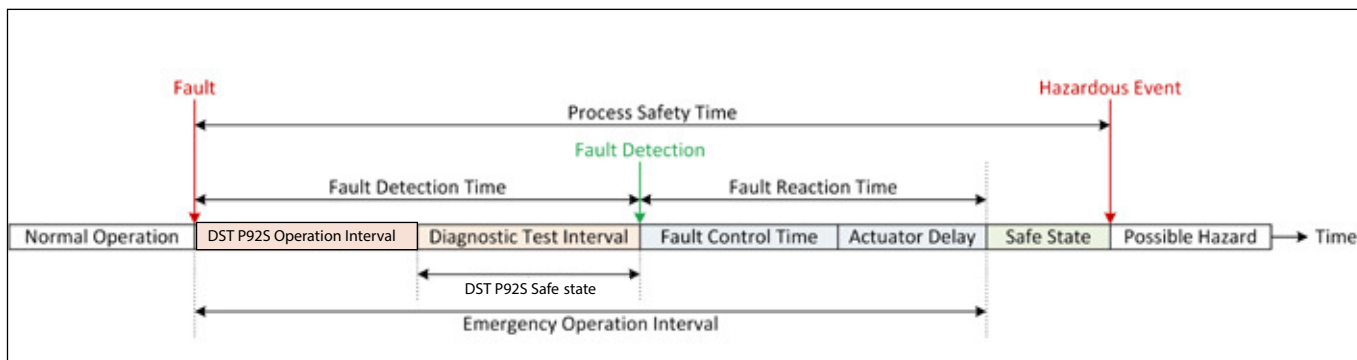 Fault
Hazardous Event
Process Safety Time
Fault Detection
Fault Detection Time
Fault Reaction Time
Normal Operation
DST P92S Operation Interval
Diagnostic Test Interval
Fault Control Time
Actuator Delay
Safe State
Possible Hazard
Time
DST P92S Safe state
Emergency Operation Interval